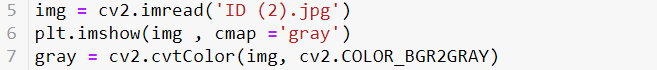 5 img = cv2.imread('ID (2).jpg')
6 plt.imshow(img , cmap ='gray')
7 gray = cv2.cvtColor(img, cv2.COLOR_BGR2GRAY)